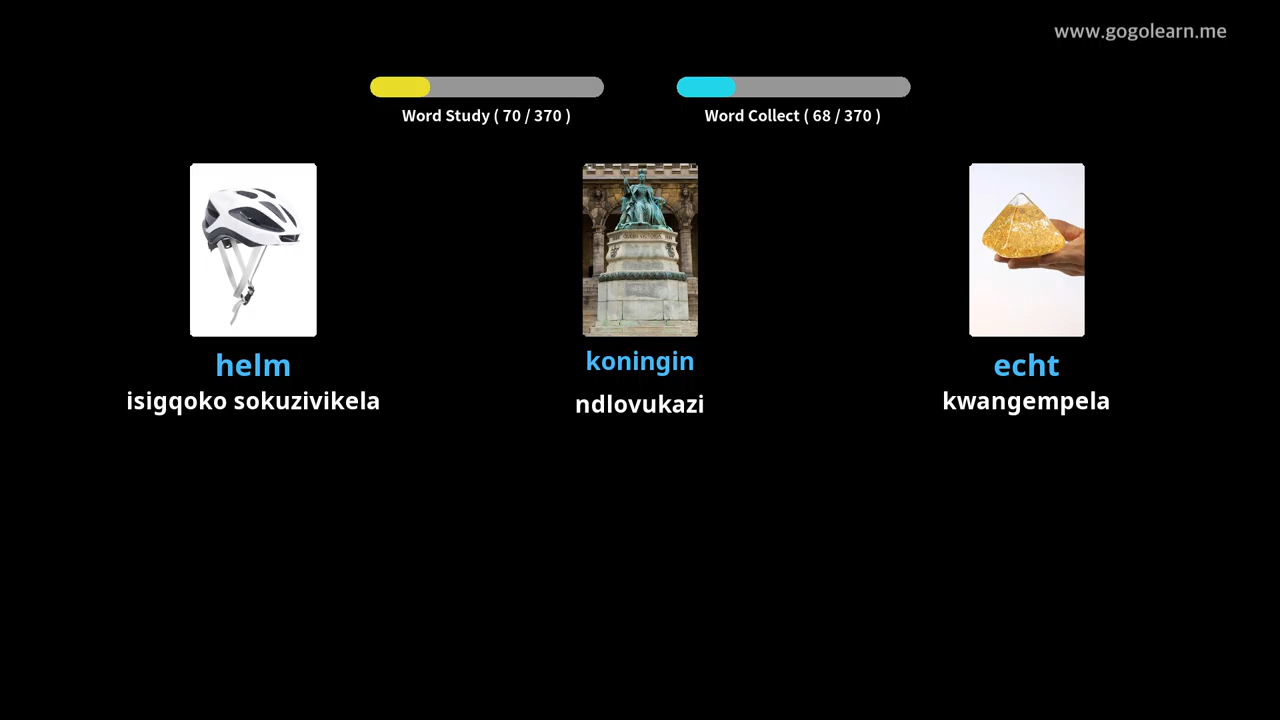 www.gogolearn.me
Word Study ( 70 / 370 )
Word Collect ( 68 / 370 )
helm
isigqoko sokuzivikela
koningin
ndlovukazi
echt
kwangempela